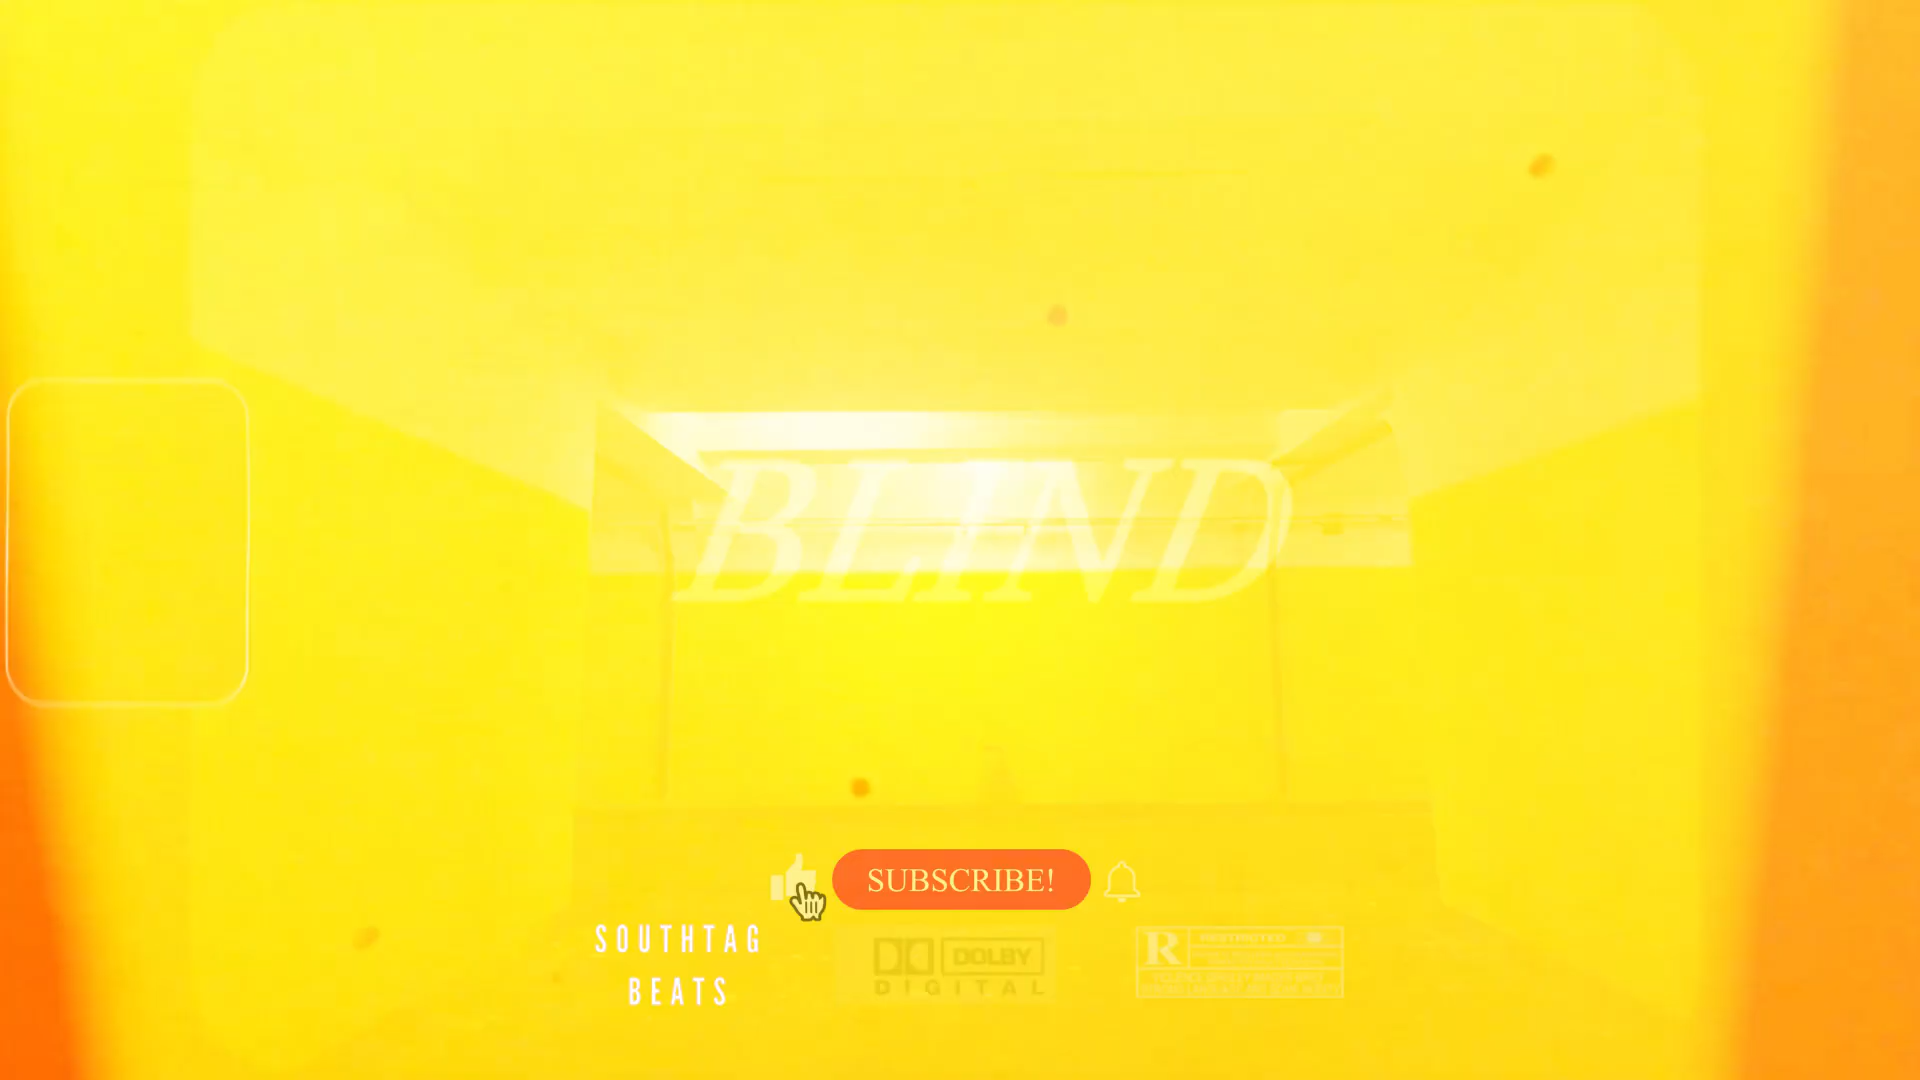 BLIND
SUBSCRIBE!
SOUTHTAG
BEATS
DOLBY
DIGITAL
R
RESTRICTED